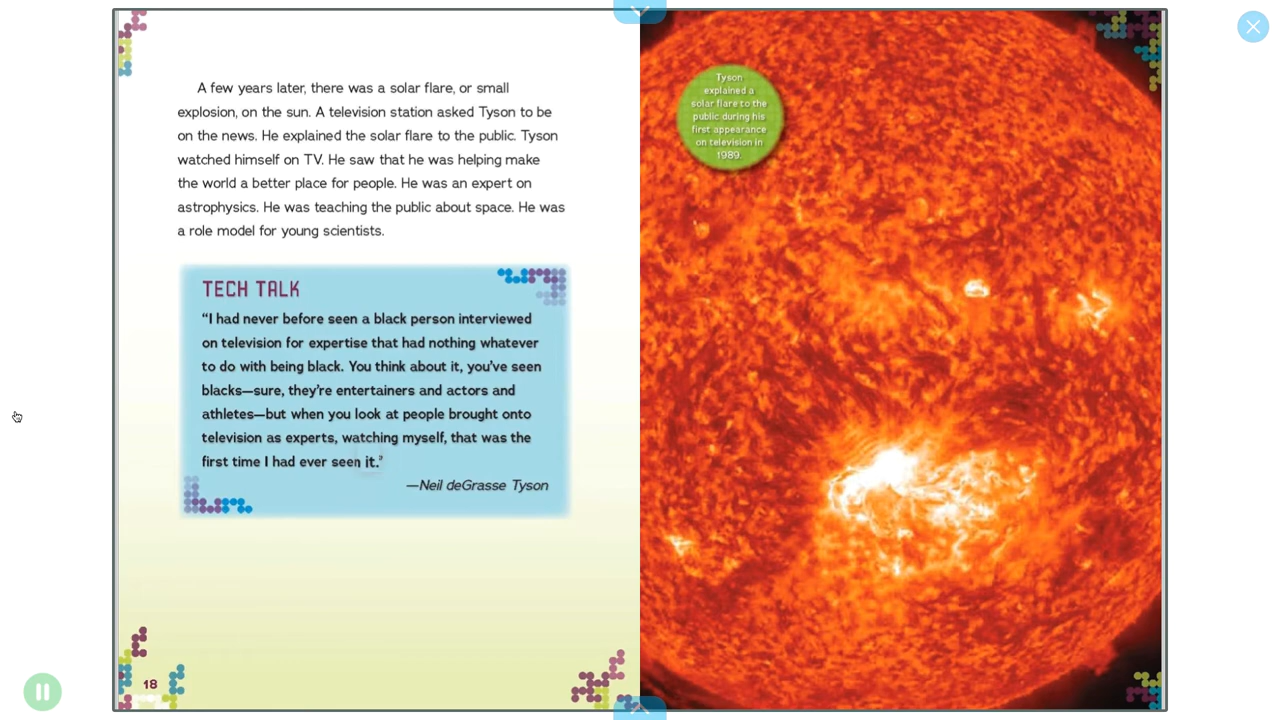 A few years later, there was a solar flare, or small
explosion, on the sun. A television station asked Tyson to be
on the news. He explained the solar flare to the public. Tyson
watched himself on TV. He saw that he was helping make
the world a better place for people. He was an expert on
astrophysics. He was teaching the public about space. He was
a role model for young scientists.
TECH TALK
“I had never before seen a black person interviewed
on television for expertise that had nothing whatever
to do with being black. You think about it, you’ve seen
blacks—sure, they’re entertainers and actors and
athletes—but when you look at people brought onto
television as experts, watching myself, that was the
first time I had ever seen it.”
—Neil deGrasse Tyson
18
Tyson
explained a
solar flare to the
public during his
first appearance
on television in
1989.